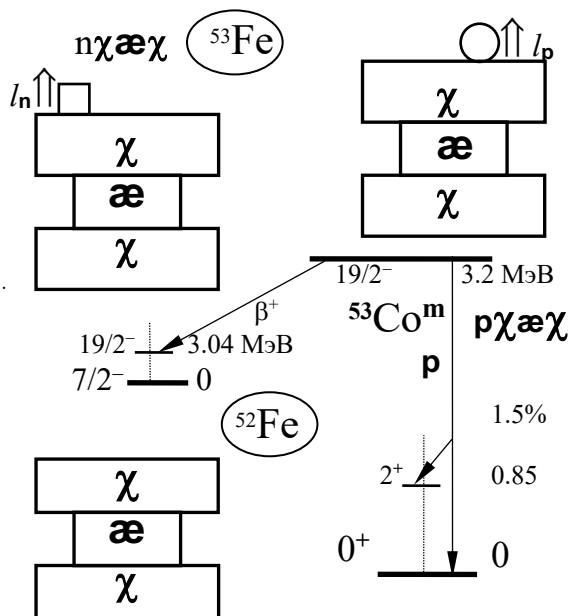 nχæχ ⁵³Fe
lₙ
χ
æ
χ
lₚ
χ
æ
χ
19/2⁻ 3.2 МэВ
⁵³Coᵐ pχæχ
β⁺
19/2⁻ 3.04 МэВ
7/2⁻ 0
p
1.5%
2⁺ 0.85
0⁺ 0
⁵²Fe
χ
æ
χ